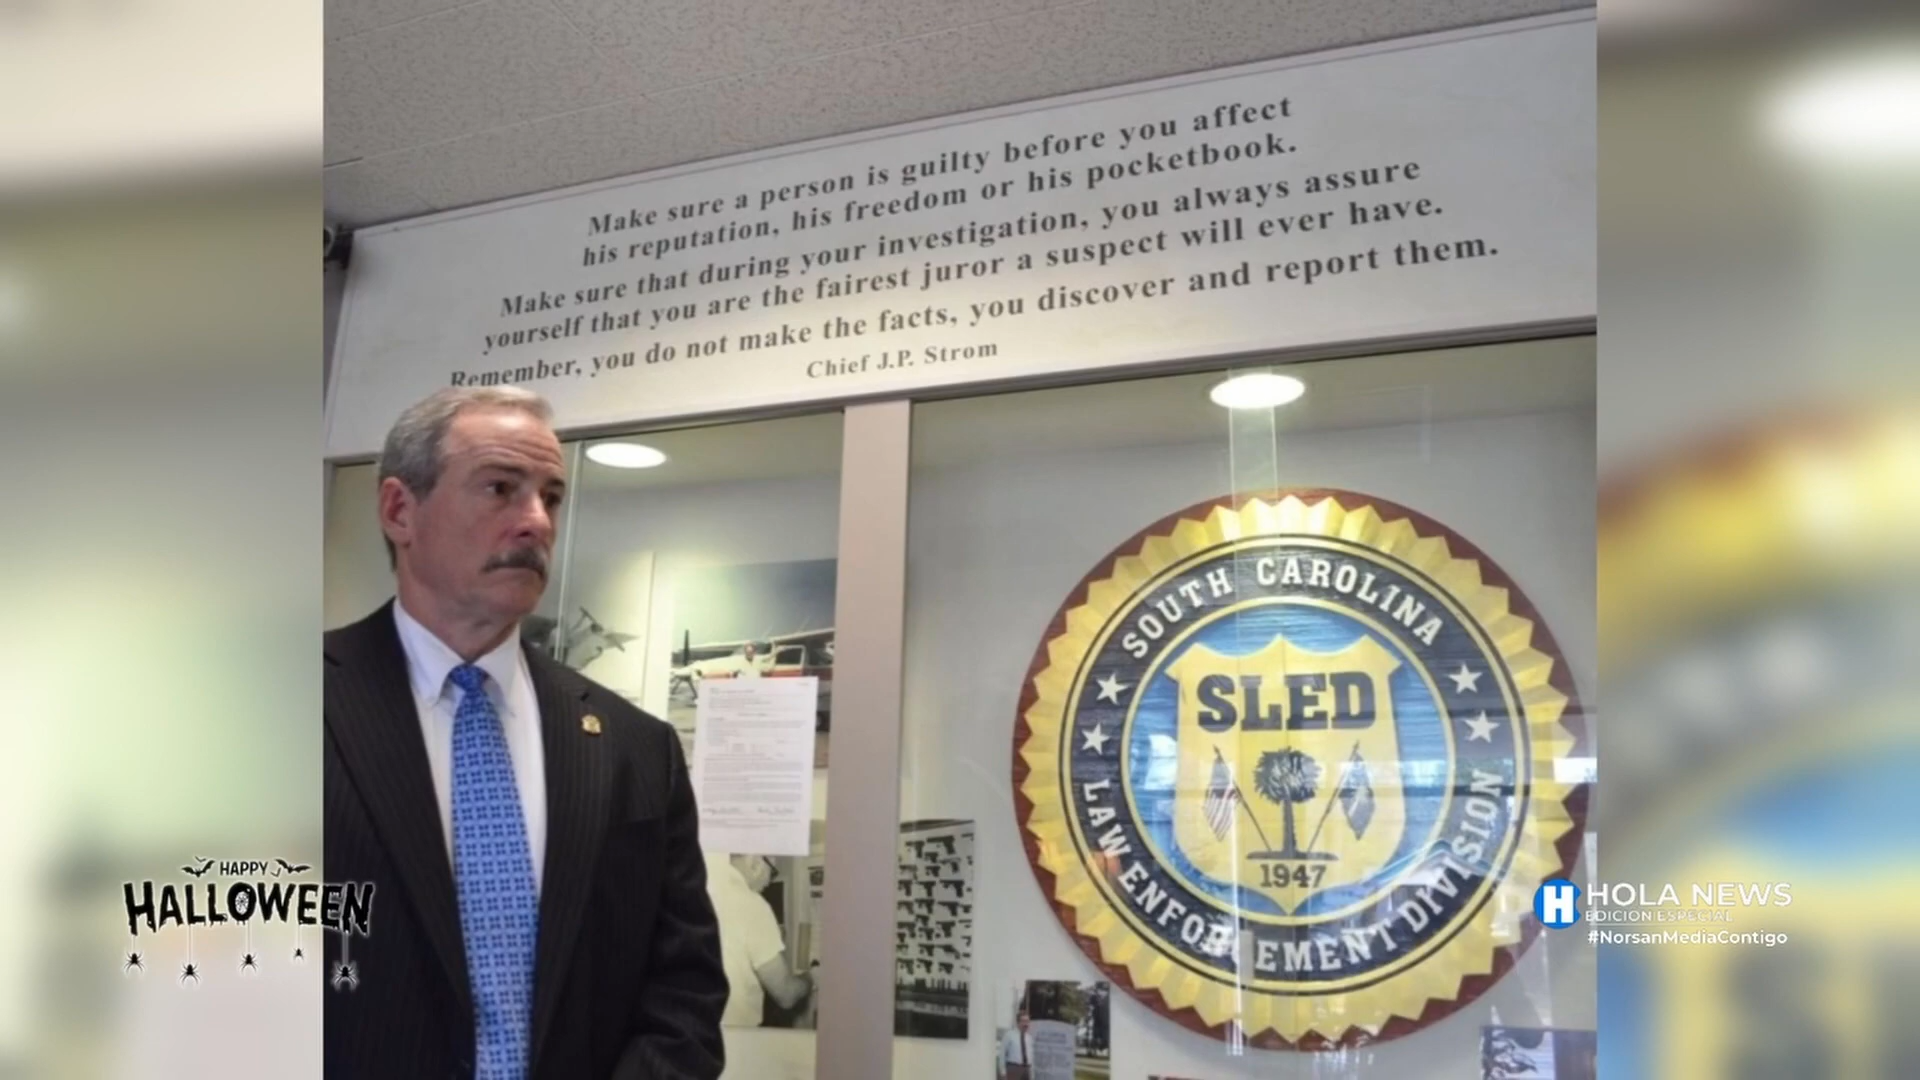 Make sure a person is guilty before you affect
his reputation, his freedom or his pocketbook.
Make sure that during your investigation, you always assure
yourself that you are the fairest juror a suspect will ever have.
Remember, you do not make the facts, you discover and report them.
Chief J.P. Strom
SOUTH CAROLINA
SLED
1947
LAW ENFORCEMENT DIVISION
HAPPY
HALLOWEEN
H HOLA NEWS
EDICION ESPECIAL
#NorsanMediaContigo